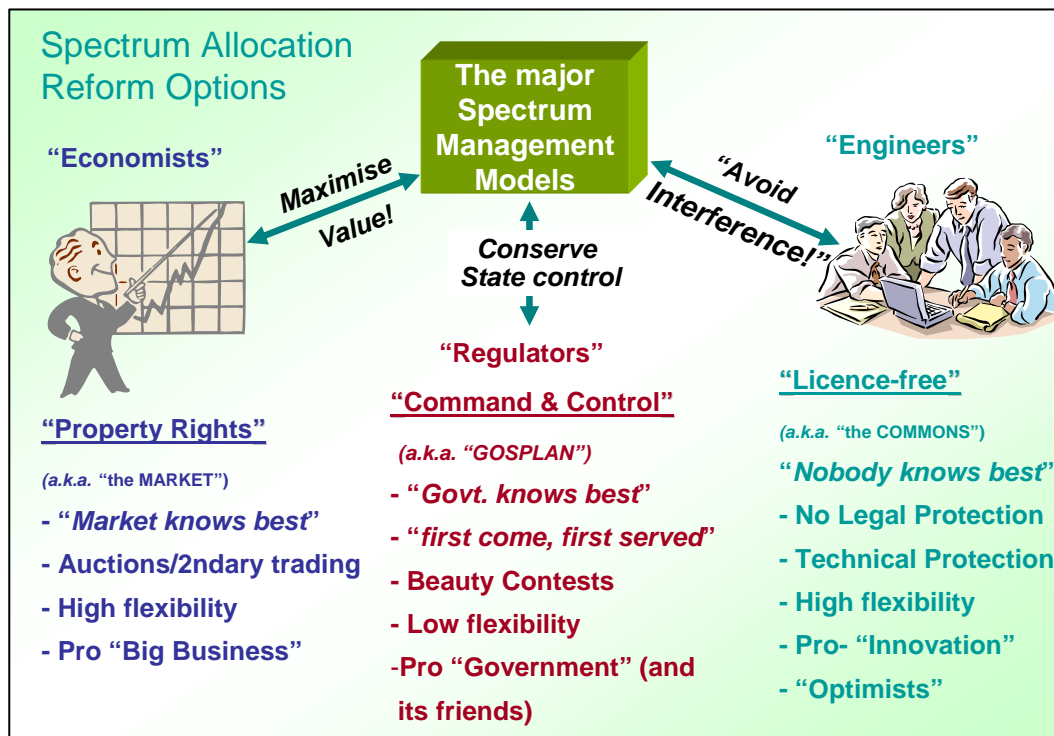 Spectrum Allocation
Reform Options
The major
Spectrum
Management
Models
“Economists”
Maximise
Value!
Conserve
State control
“Avoid
Interference!”
“Engineers”
“Property Rights”
(a.k.a. “the MARKET”)
- “Market knows best”
- Auctions/2ndary trading
- High flexibility
- Pro “Big Business”
“Regulators”
“Command & Control”
(a.k.a. “GOSPLAN”)
- “Govt. knows best”
- “first come, first served”
- Beauty Contests
- Low flexibility
-Pro “Government” (and
its friends)
“Licence-free”
(a.k.a. “the COMMONS”)
“Nobody knows best”
- No Legal Protection
- Technical Protection
- High flexibility
- Pro- “Innovation”
- “Optimists”